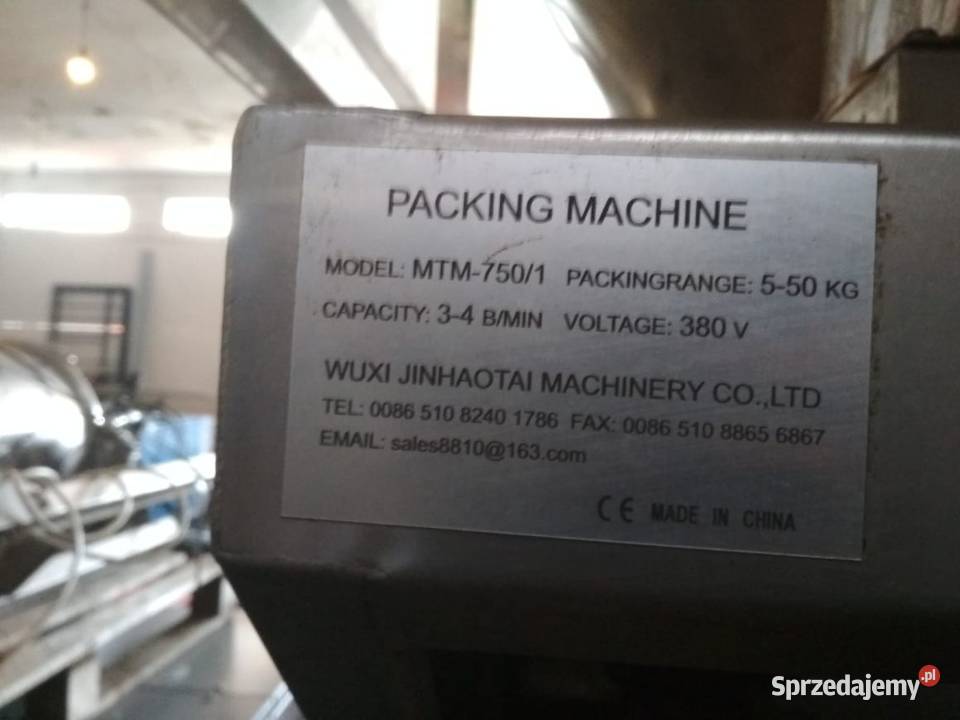 PACKING MACHINE
MODEL: MTM-750/1 PACKINGRANGE: 5-50 KG
CAPACITY: 3-4 B/MIN VOLTAGE: 380 V
WUXI JINHAOTAI MACHINERY CO.,LTD
TEL: 0086 510 8240 1786 FAX: 0086 510 8865 6867
EMAIL: sales8810@163.com
CE MADE IN CHINA
Sprzedajemy.pl